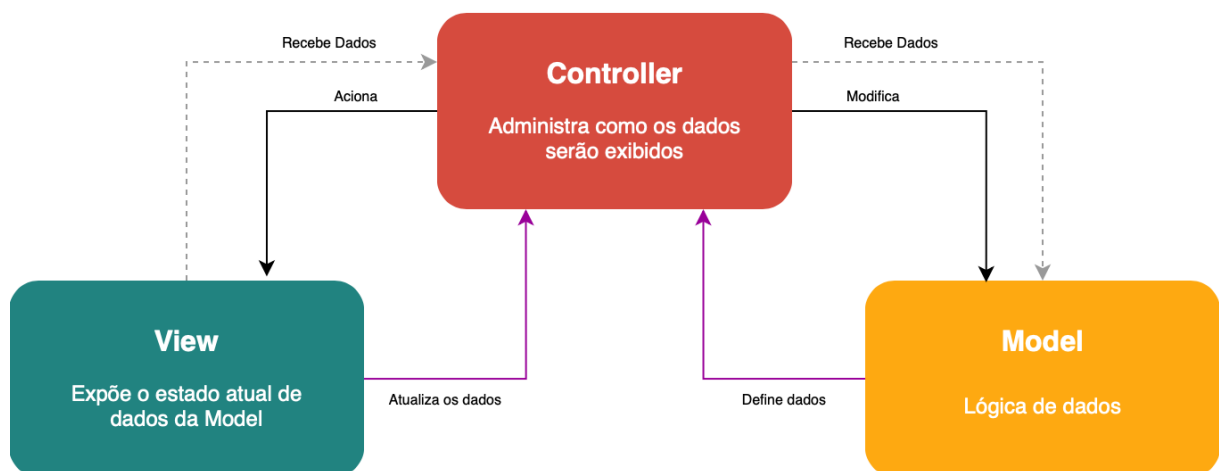 Recebe Dados
Recebe Dados
Controller
Aciona
Modifica
Administra como os dados
serão exibidos
View
Expõe o estado atual de
dados da Model
Atualiza os dados
Define dados
Model
Lógica de dados